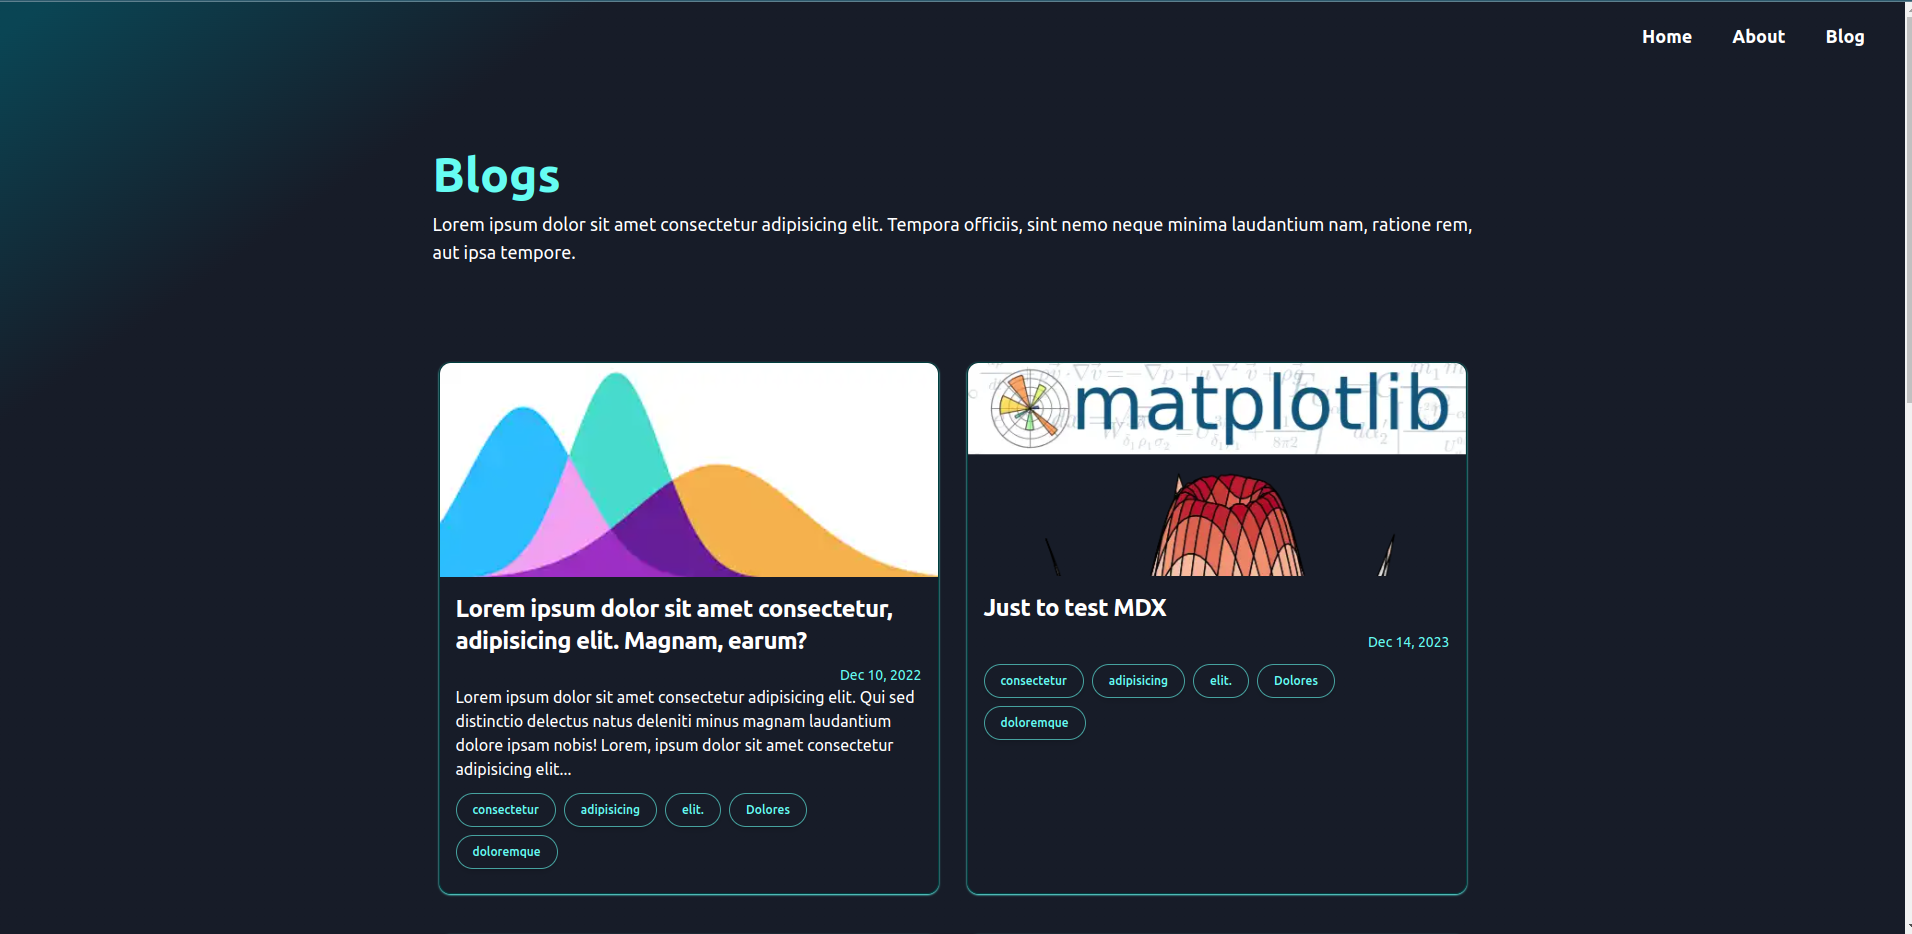 Home About Blog
Blogs
Lorem ipsum dolor sit amet consectetur adipisicing elit. Tempora officiis, sint nemo neque minima laudantium nam, ratione rem,
aut ipsa tempore.
Lorem ipsum dolor sit amet consectetur,
adipisicing elit. Magnam, earum?
Dec 10, 2022
Lorem ipsum dolor sit amet consectetur adipisicing elit. Qui sed
distinctio delectus natus deleniti minus magnam laudantium
dolore ipsam nobis! Lorem, ipsum dolor sit amet consectetur
adipisicing elit...
consectetur adipisicing elit. Dolores
doloremque
matplotlib
Just to test MDX
Dec 14, 2023
consectetur adipisicing elit. Dolores
doloremque